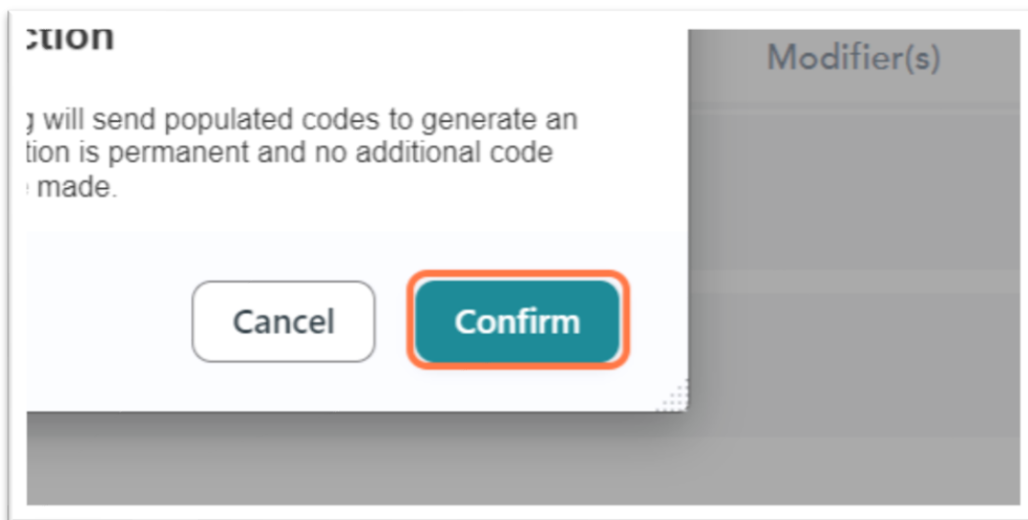 ction
Modifier(s)
g will send populated codes to generate an
tion is permanent and no additional code
made.
Cancel
Confirm